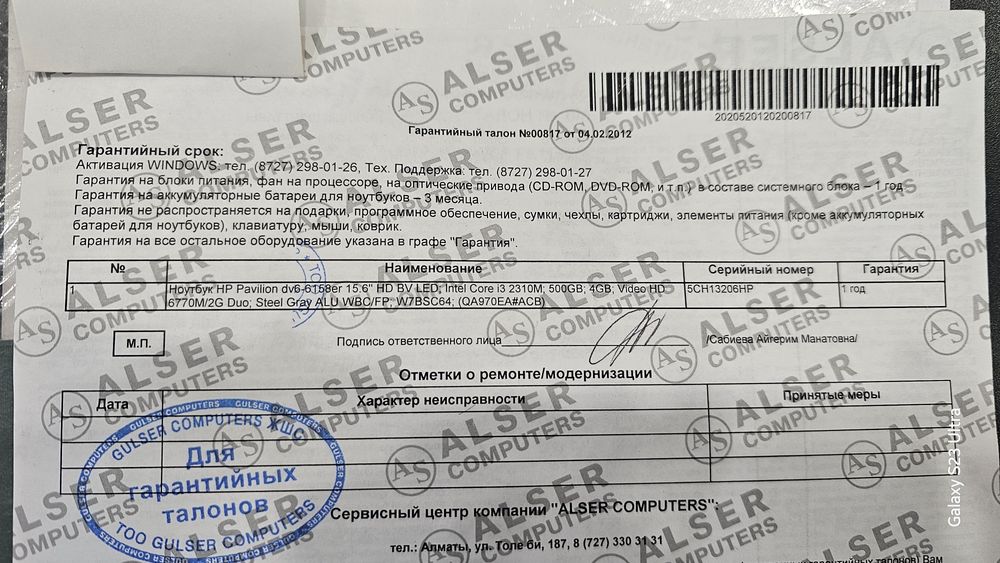 2020520120200817
Гарантийный талон №00817 от 04.02.2012
Гарантийный срок:
Активация WINDOWS: тел. (8727) 298-01-26, Тех. Поддержка: тел. (8727) 298-01-27
Гарантия на блоки питания, фан на процессоре, на оптические привода (CD-ROM, DVD-ROM, и т.п.) в составе системного блока – 1 год
Гарантия на аккумуляторные батареи для ноутбуков – 3 месяца.
Гарантия не распространяется на подарки, программное обеспечение, сумки, чехлы, картриджи, элементы питания (кроме аккумуляторных
батарей для ноутбуков), клавиатуру, мыши, коврик.
Гарантия на все остальное оборудование указана в графе "Гарантия".
№ Наименование Серийный номер Гарантия
1 Ноутбук HP Pavilion dv6-6158er 15.6" HD BV LED; Intel Core i3 2310M; 500GB; 4GB, Video HD 5CH13206HP 1 год
6770M/2G Duo; Steel Gray ALU WBC/FP; W7BSC64; (QA970EA#ACB)
М.П.
Подпись ответственного лица /Сабиева Айгерим Манатовна/
Отметки о ремонте/модернизации
Дата Характер неисправности Принятые меры
GULSER COMPUTERS ЖШС
Для
гарантийных
талонов
ТОО GULSER COMPUTERS
Сервисный центр компании "ALSER COMPUTERS":
тел.: Алматы, ул. Толе би, 187, 8 (727) 330 31 31
AS ALSER COMPUTERS
Galaxy S23 Ultra